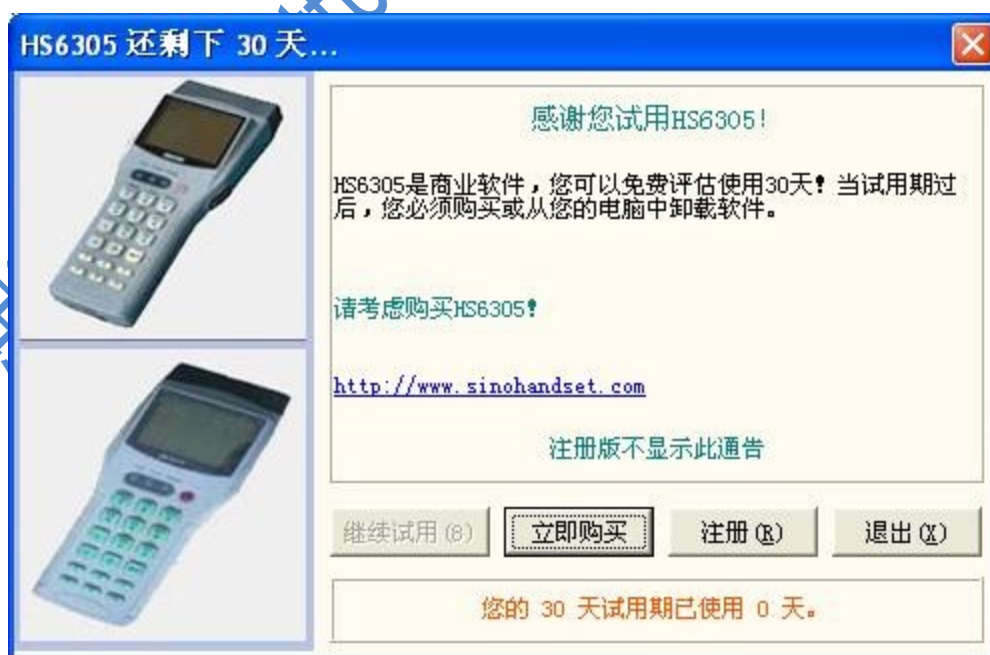 HS6305 还剩下 30 天...
感谢您试用HS6305!
HS6305是商业软件，您可以免费评估使用30天！当试用期过
后，您必须购买或从您的电脑中卸载软件。
请考虑购买HS6305！
http://www.sinohandset.com
注册版不显示此通告
继续试用(8) 立即购买 注册(R) 退出(X)
您的 30 天试用期已使用 0 天。